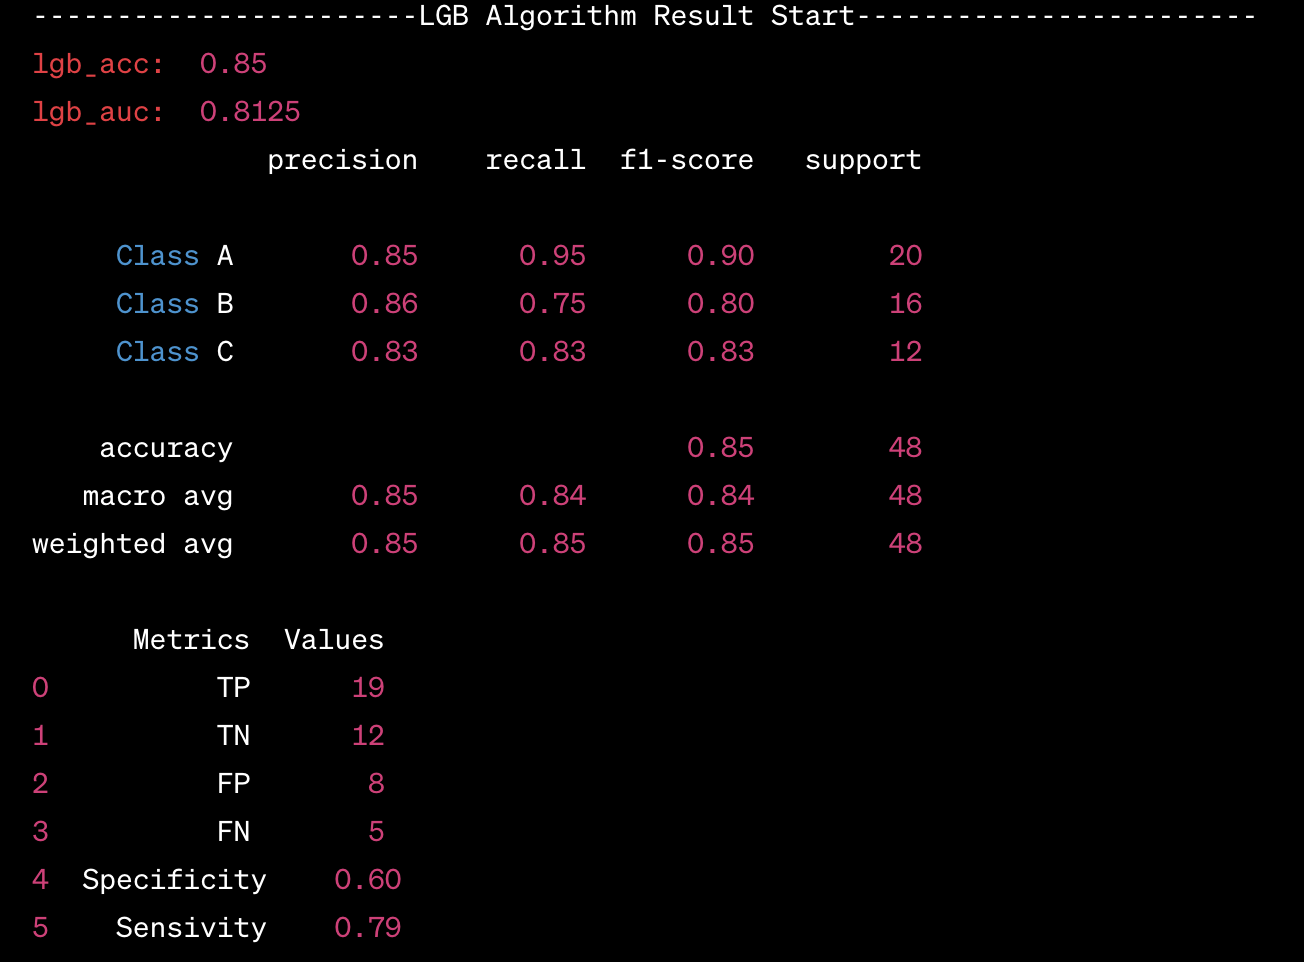 -----------------------LGB Algorithm Result Start------------------------
lgb_acc:  0.85
lgb_auc:  0.8125
              precision    recall  f1-score   support

     Class A       0.85      0.95      0.90        20
     Class B       0.86      0.75      0.80        16
     Class C       0.83      0.83      0.83        12

    accuracy                           0.85        48
   macro avg       0.85      0.84      0.84        48
weighted avg       0.85      0.85      0.85        48

      Metrics  Values
0          TP      19
1          TN      12
2          FP       8
3          FN       5
4  Specificity    0.60
5    Sensivity    0.79